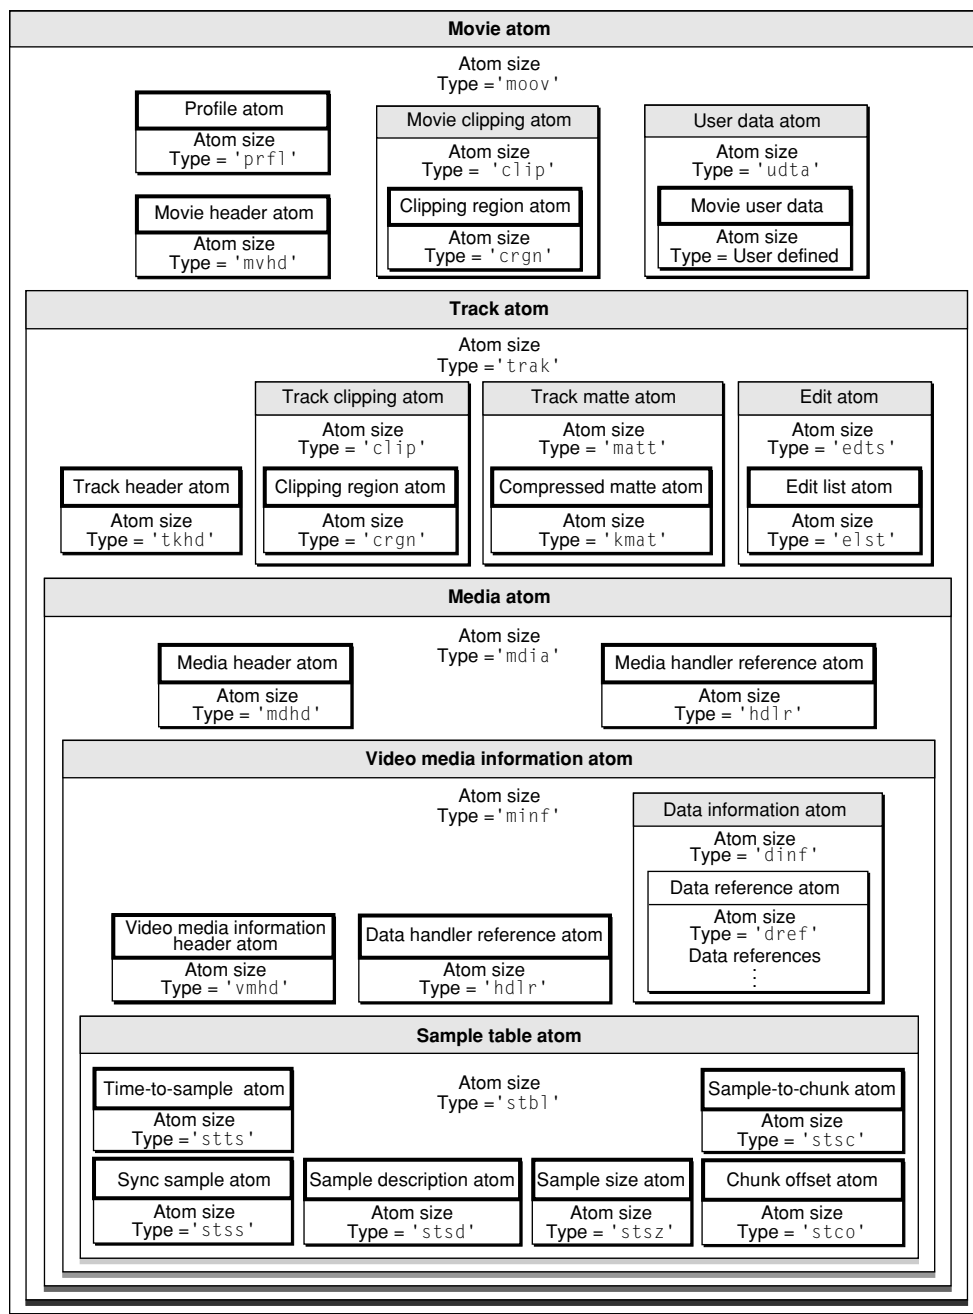 Movie atom
Atom size
Type ='moov'
Profile atom
Atom size
Type = 'prfl'
Movie clipping atom
Atom size
Type = 'clip'
Clipping region atom
Atom size
Type = 'crgn'
User data atom
Atom size
Type = 'udta'
Movie user data
Atom size
Type = User defined
Movie header atom
Atom size
Type = 'mvhd'
Track atom
Atom size
Type ='trak'
Track header atom
Atom size
Type = 'tkhd'
Track clipping atom
Atom size
Type = 'clip'
Clipping region atom
Atom size
Type = 'crgn'
Track matte atom
Atom size
Type = 'matt'
Compressed matte atom
Atom size
Type = 'kmat'
Edit atom
Atom size
Type = 'edts'
Edit list atom
Atom size
Type = 'elst'
Media atom
Atom size
Type ='mdia'
Media header atom
Atom size
Type = 'mdhd'
Media handler reference atom
Atom size
Type = 'hdlr'
Video media information atom
Atom size
Type ='minf'
Video media information
header atom
Atom size
Type = 'vmhd'
Data handler reference atom
Atom size
Type = 'hdlr'
Data information atom
Atom size
Type = 'dinf'
Data reference atom
Atom size
Type = 'dref'
Data references
⋮
Sample table atom
Atom size
Type ='stbl'
Time-to-sample atom
Atom size
Type ='stts'
Sample-to-chunk atom
Atom size
Type = 'stsc'
Sync sample atom
Atom size
Type = 'stss'
Sample description atom
Atom size
Type = 'stsd'
Sample size atom
Atom size
Type = 'stsz'
Chunk offset atom
Atom size
Type = 'stco'